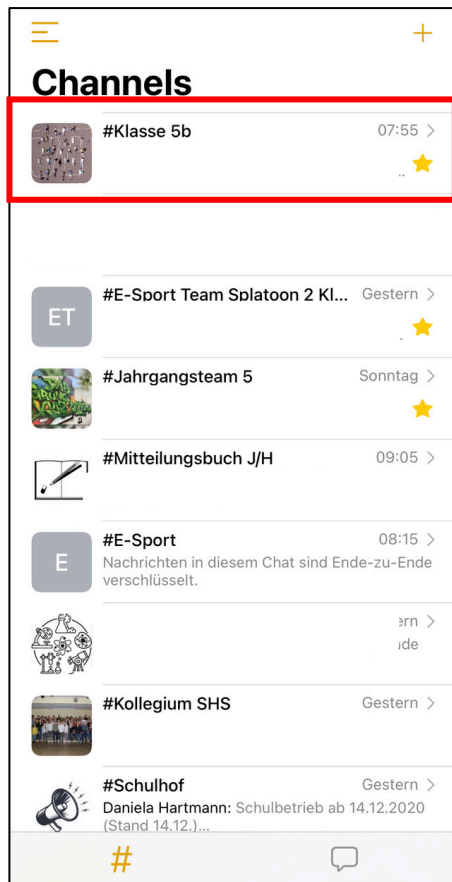 Channels
#Klasse 5b 07:55 >
..
ET #E-Sport Team Splatoon 2 Kl... Gestern >
.
#Jahrgangsteam 5 Sonntag >
#Mitteilungsbuch J/H 09:05 >
E #E-Sport 08:15 >
Nachrichten in diesem Chat sind Ende-zu-Ende
verschlüsselt.
ern >
#Kollegium SHS Gestern >
#Schulhof Gestern >
Daniela Hartmann: Schulbetrieb ab 14.12.2020
(Stand 14.12.)...
#